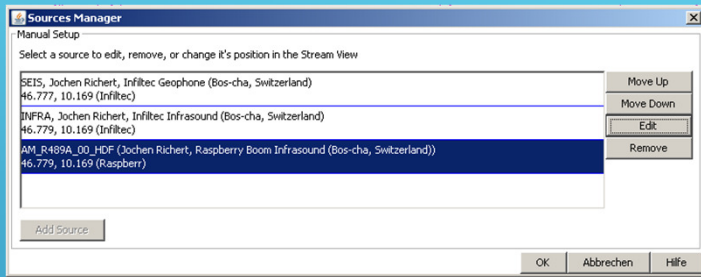 Sources Manager
Manual Setup
Select a source to edit, remove, or change it's position in the Stream View
SEIS, Jochen Richert, Infiltec Geophone (Bos-cha, Switzerland)
46.777, 10.169 (Infiltec)
INFRA, Jochen Richert, Infiltec Infrasound (Bos-cha, Switzerland)
46.779, 10.169 (Infiltec)
AM_R489A_00_HDF (Jochen Richert, Raspberry Boom Infrasound (Bos-cha, Switzerland))
46.779, 10.169 (Raspberr)
Move Up
Move Down
Edit
Remove
Add Source
OK
Abbrechen
Hilfe